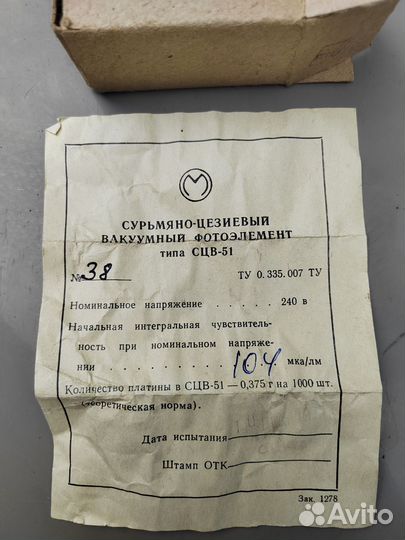 СУРЬМЯНО-ЦЕЗИЕВЫЙ
ВАКУУМНЫЙ ФОТОЭЛЕМЕНТ
типа СЦВ-51
№ 38 ТУ 0.335.007 ТУ
Номинальное напряжение . . . . . 240 в
Начальная интегральная чувствитель-
ность при номинальном напряже-
нии . . . . . . . . . 104 мка/лм
Количество платины в СЦВ-51 — 0,375 г на 1000 шт.
(теоретическая норма).
Дата испытания
Штамп ОТК
Зак. 1278
Avito